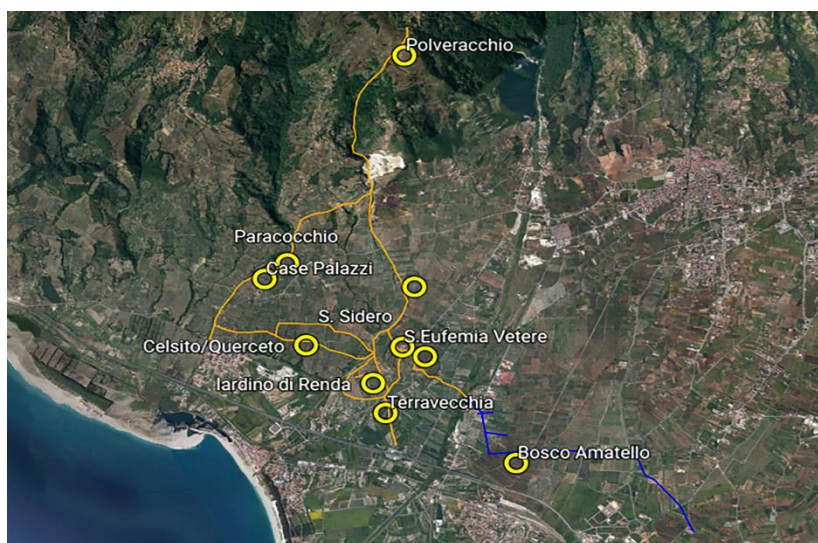 Polveracchio
Paracocchio
Case Palazzi
S. Sidero
S.Eufemia Vetere
Celsito/Querceto
Iardino di Renda
Terravecchia
Bosco Amatello